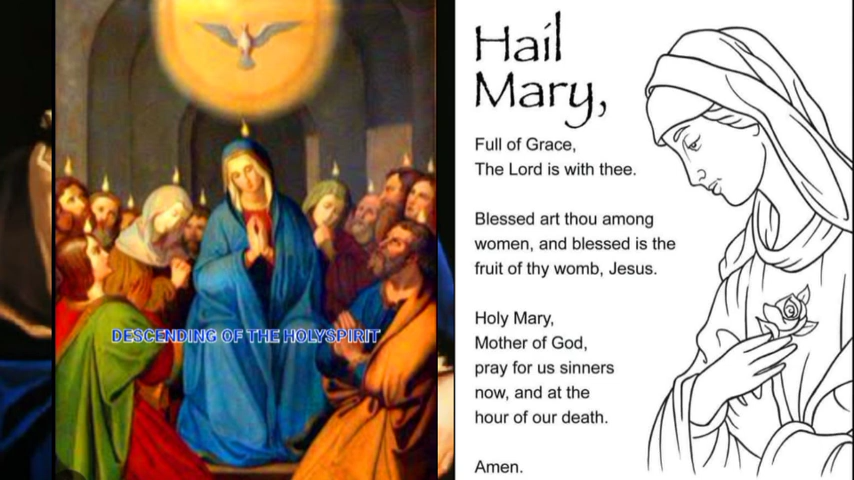 DESCENDING OF THE HOLYSPIRIT
Hail
Mary,
Full of Grace,
The Lord is with thee.
Blessed art thou among
women, and blessed is the
fruit of thy womb, Jesus.
Holy Mary,
Mother of God,
pray for us sinners
now, and at the
hour of our death.
Amen.